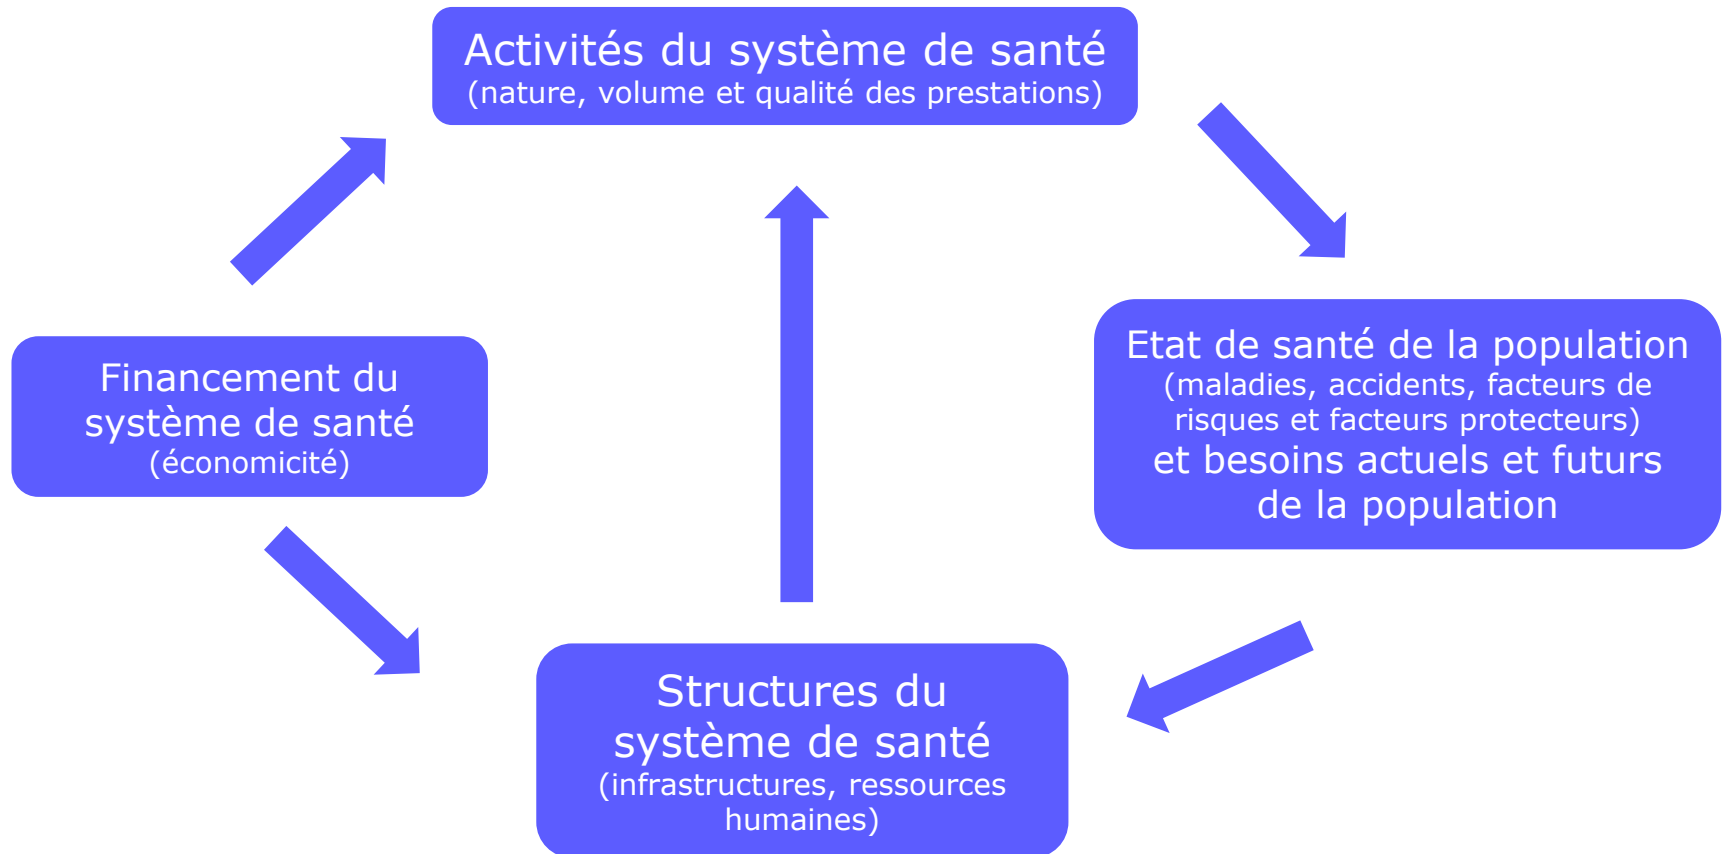 Activités du système de santé
(nature, volume et qualité des prestations)
Financement du
système de santé
(économicité)
Etat de santé de la population
(maladies, accidents, facteurs de
risques et facteurs protecteurs)
et besoins actuels et futurs
de la population
Structures du
système de santé
(infrastructures, ressources
humaines)